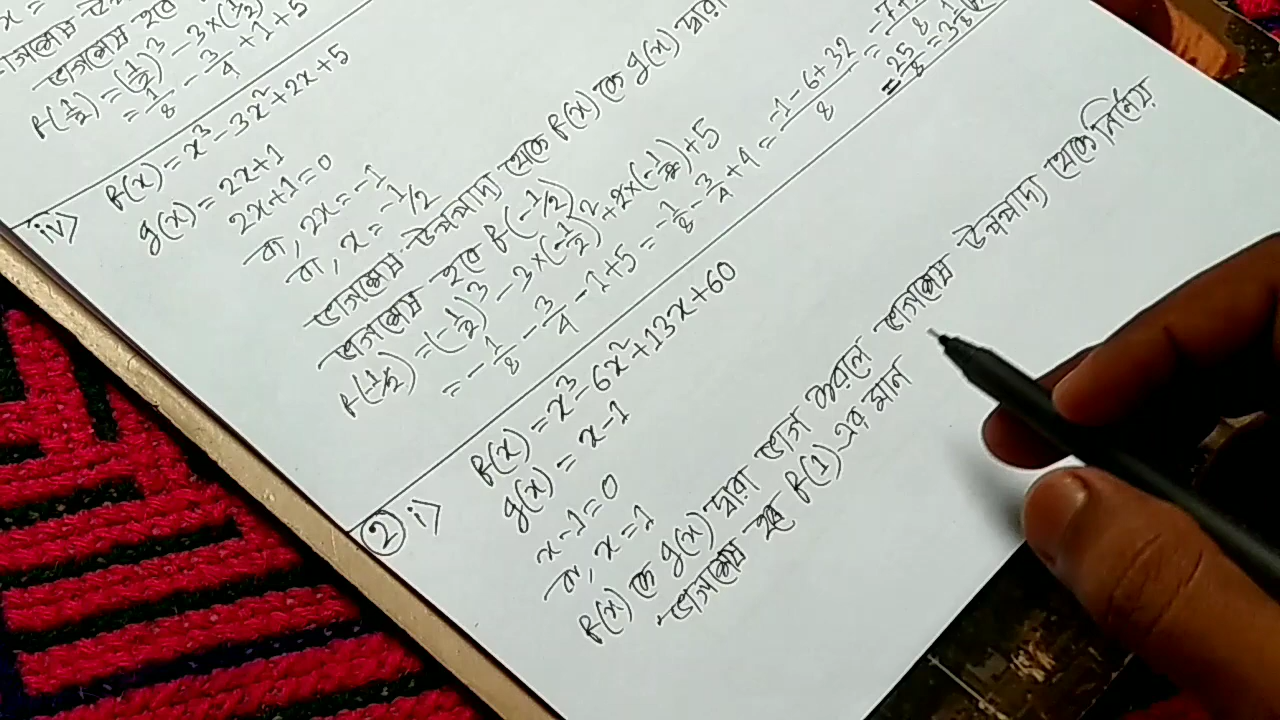 ভাগশেষ হবে
f(1/2) = (1/2)³ - 3×(1/2)
= 1/8 - 3/4 + 1 + 5
iv) f(x) = x³ - 3x² + 2x + 5
g(x) = 2x+1
2x+1 = 0
বা, 2x = -1
বা, x = -1/2
ভাগশেষ উপপাদ্য থেকে f(x) কে g(x) দ্বারা
ভাগশেষ হবে f(-1/2)
f(-1/2) = (-1/2)³ - 3×(-1/2)² + 2×(-1/2) + 5
= -1/8 - 3/4 - 1 + 5 = -1/8 - 3/4 + 4 = (-1-6+32)/8
= 25/8 = 3 1/8
2 i) f(x) = x³ - 6x² + 13x + 60
g(x) = x-1
x-1 = 0
বা, x = 1
f(x) কে g(x) দ্বারা ভাগ করলে ভাগশেষ উপপাদ্য থেকে নির্ণেয়
ভাগশেষ হবে f(1) এর মান